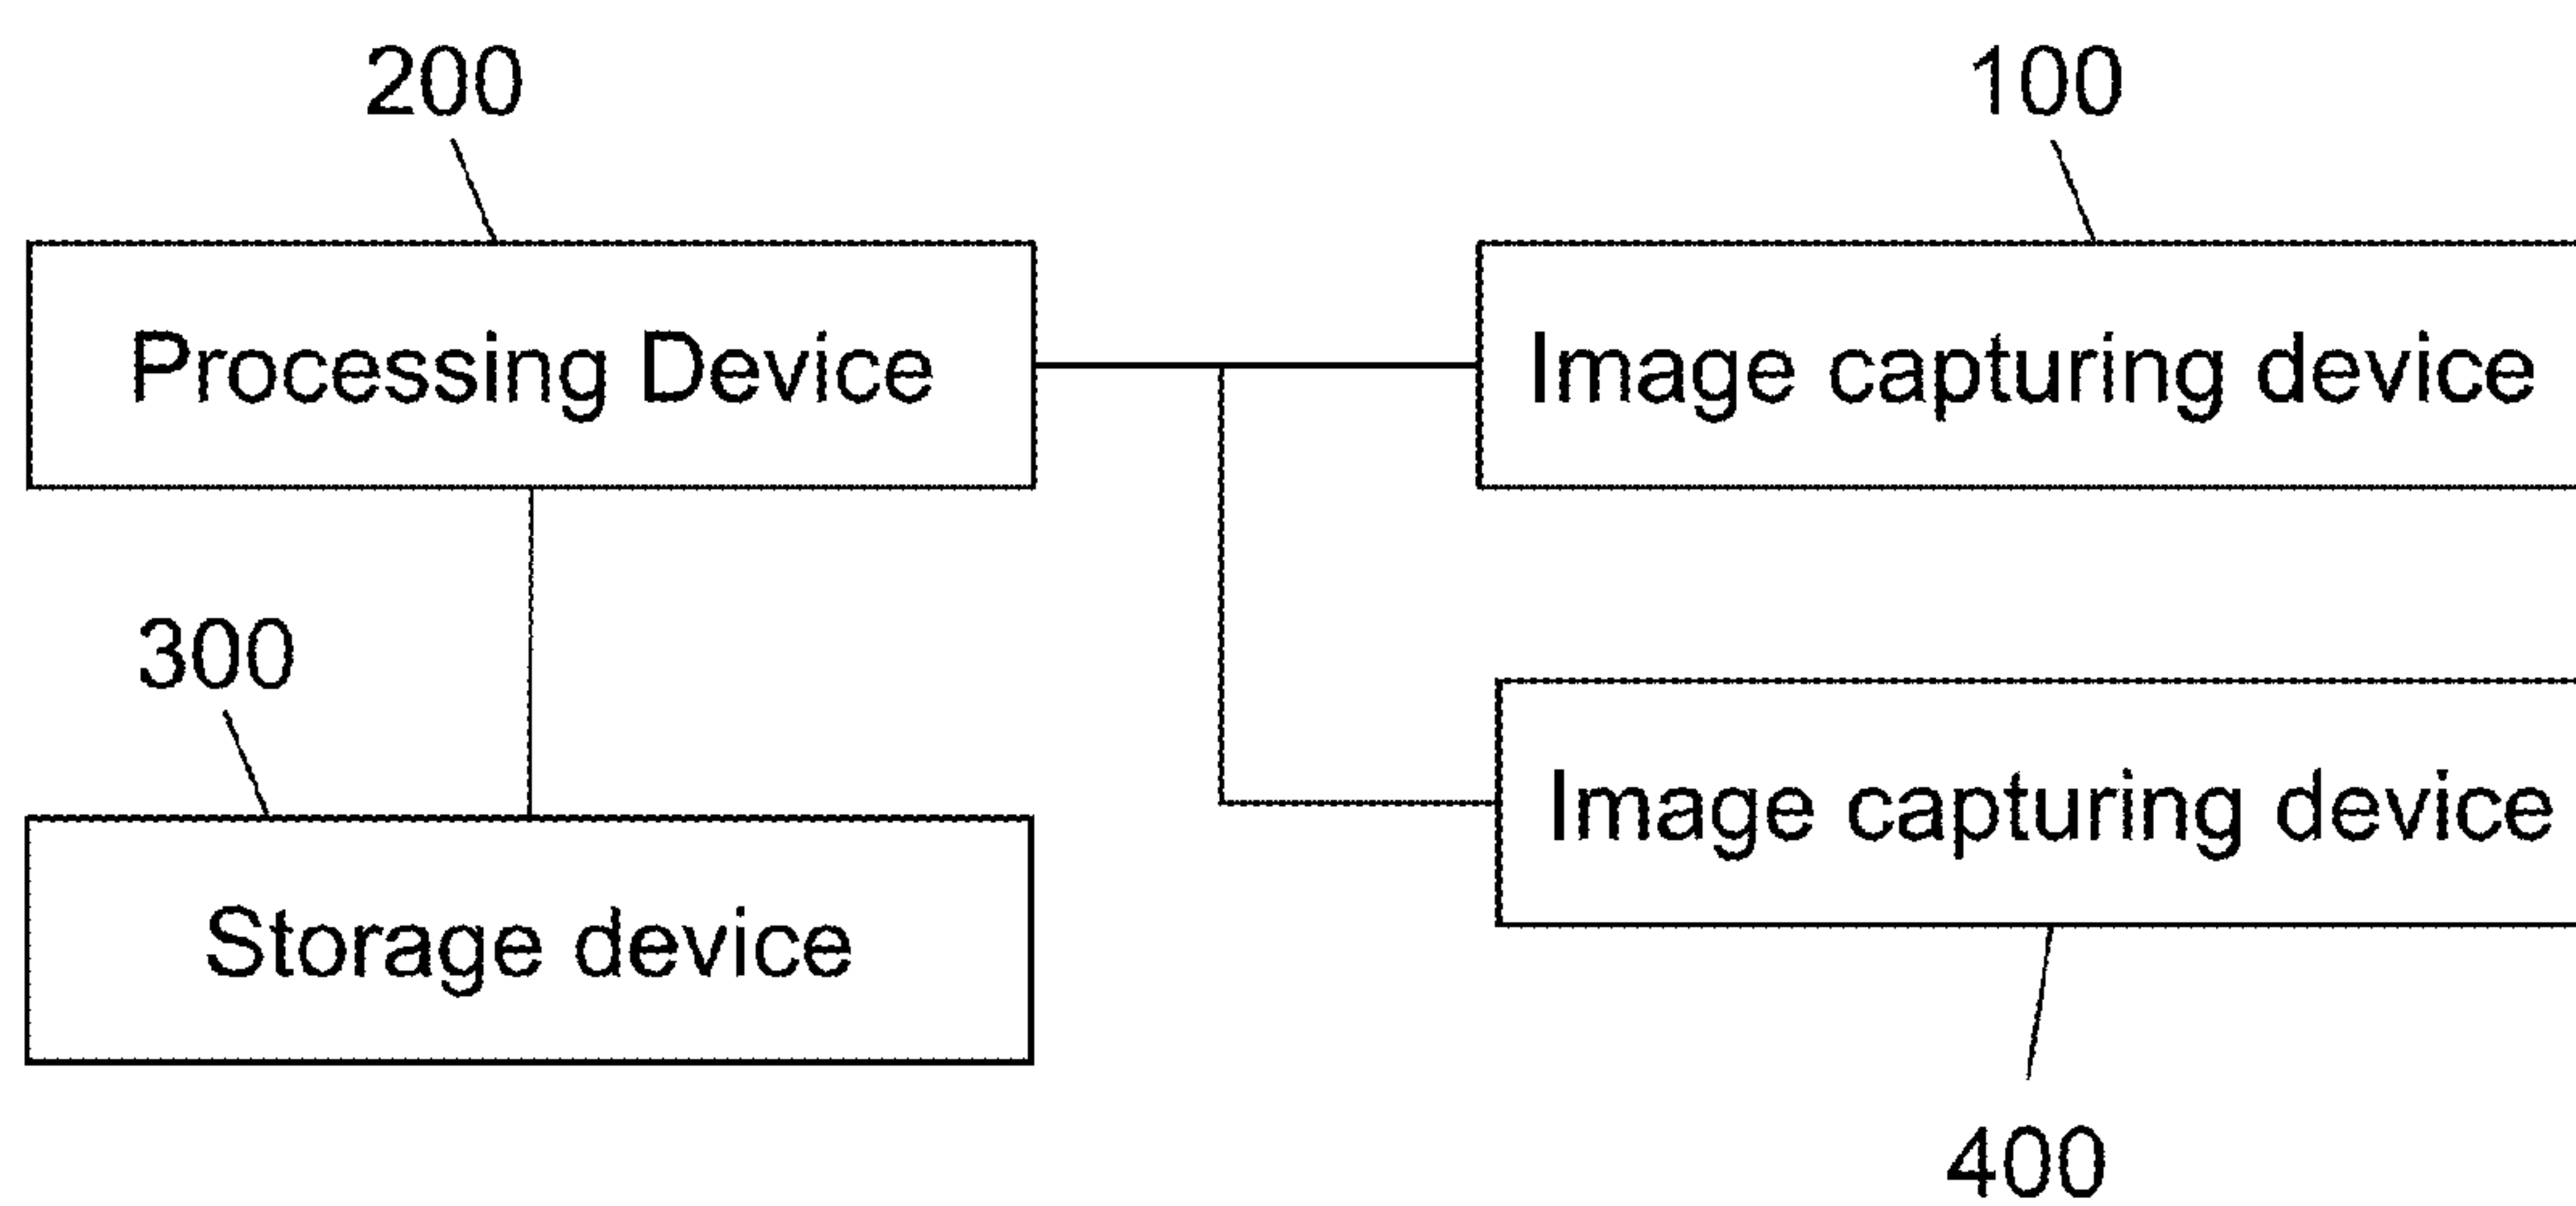 200
100
Processing Device
Image capturing device
300
Image capturing device
Storage device
400